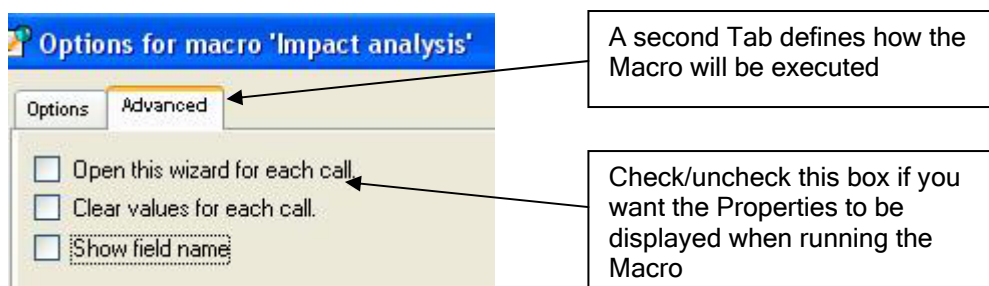 Options for macro 'Impact analysis'
Options Advanced
Open this wizard for each call.
Clear values for each call.
Show field name
A second Tab defines how the
Macro will be executed
Check/uncheck this box if you
want the Properties to be
displayed when running the
Macro